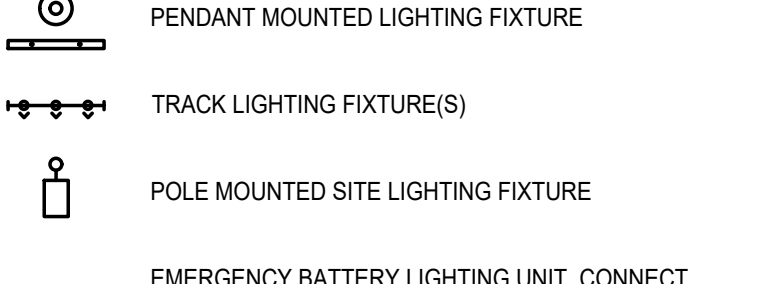 PENDANT MOUNTED LIGHTING FIXTURE
TRACK LIGHTING FIXTURE(S)
POLE MOUNTED SITE LIGHTING FIXTURE
EMERGENCY BATTERY LIGHTING UNIT CONNECT